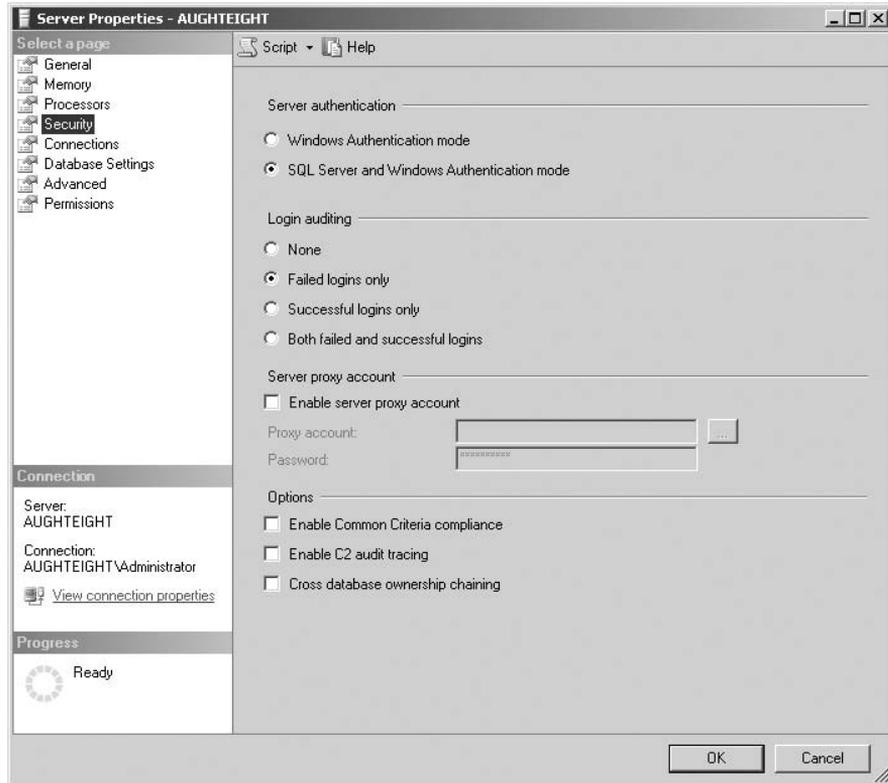 Server Properties - AUGHTEIGHT
Select a page
General
Memory
Processors
Security
Connections
Database Settings
Advanced
Permissions
Connection
Server:
AUGHTEIGHT
Connection:
AUGHTEIGHT\Administrator
View connection properties
Progress
Ready
Script Help
Server authentication
Windows Authentication mode
SQL Server and Windows Authentication mode
Login auditing
None
Failed logins only
Successful logins only
Both failed and successful logins
Server proxy account
Enable server proxy account
Proxy account:
...
Password:
**********
Options
Enable Common Criteria compliance
Enable C2 audit tracing
Cross database ownership chaining
OK Cancel